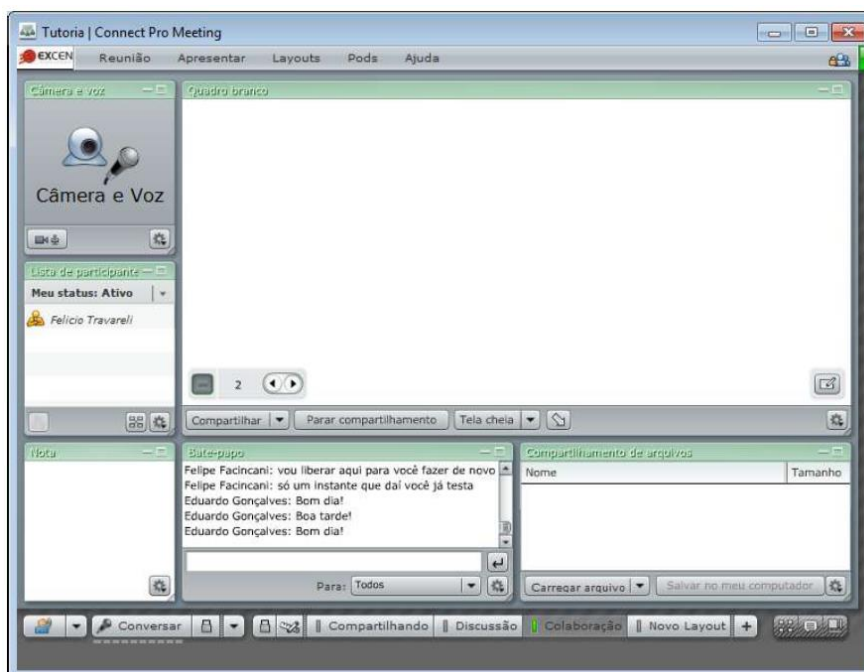 Tutoria | Connect Pro Meeting
EXCEN Reunião Apresentar Layouts Pods Ajuda
Câmera e voz
Câmera e Voz
Quadro branco
2
Compartilhar Parar compartilhamento Tela cheia
Lista de participante
Meu status: Ativo
Felicio Travareli
Nota
Bate-papo
Felipe Facincani: vou liberar aqui para você fazer de novo
Felipe Facincani: só um instante que daí você já testa
Eduardo Gonçalves: Bom dia!
Eduardo Gonçalves: Boa tarde!
Eduardo Gonçalves: Bom dia!
Para: Todos
Compartilhamento de arquivos
Nome Tamanho
Carregar arquivo Salvar no meu computador
Conversar Compartilhando Discussão Colaboração Novo Layout +